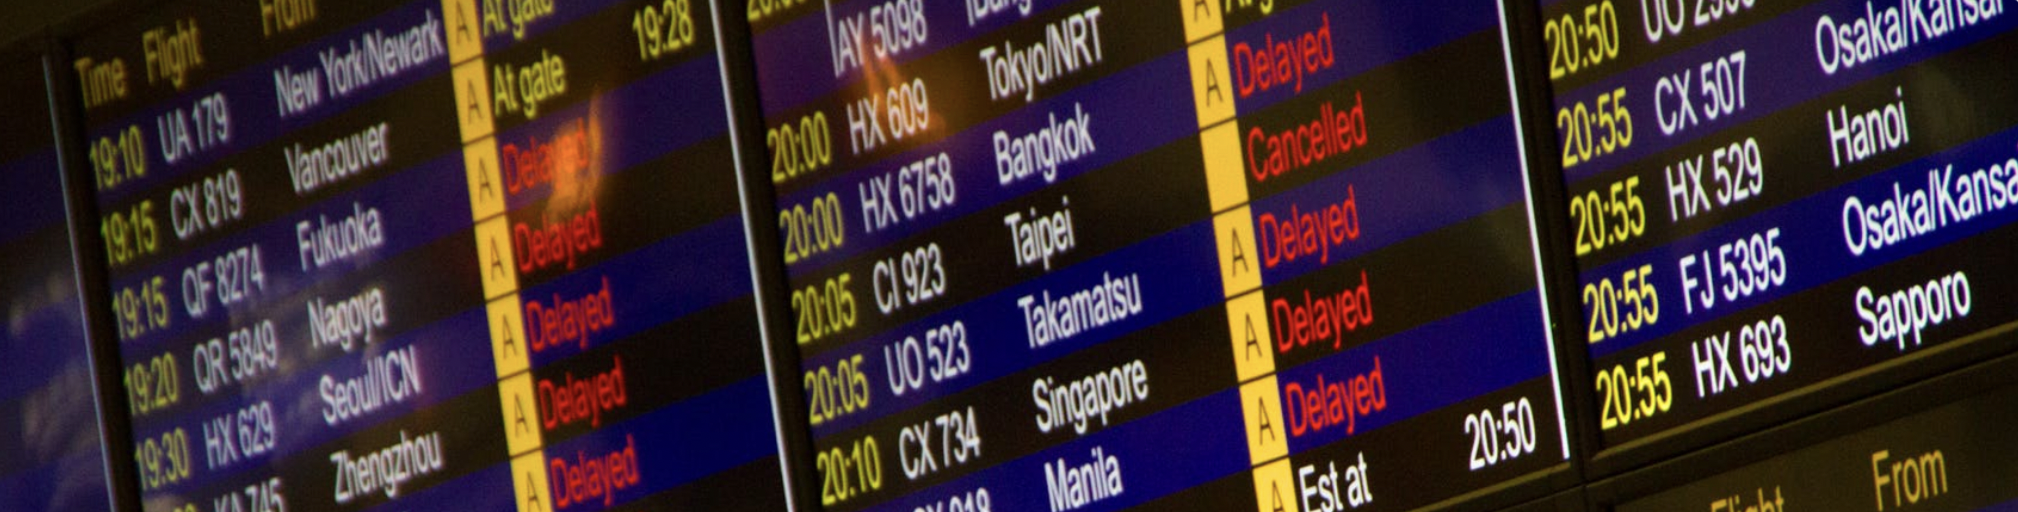 Time Flight From
19:10 UA 179 New York/Newark A At gate
19:15 CX 819 Vancouver A At gate 19:28
19:15 QF 8274 Fukuoka A Delayed
19:20 QR 5849 Nagoya A Delayed
19:30 HX 629 Seoul/ICN A Delayed
KA 745 Zhengzhou A Delayed
A Delayed
AY 5098
20:00 HX 609 Tokyo/NRT A
20:00 HX 6758 Bangkok A Delayed
20:05 CI 923 Taipei Cancelled
20:05 UO 523 Takamatsu A Delayed
20:10 CX 734 Singapore A Delayed
Manila A Delayed
A Est at 20:50
20:50 UO
20:55 CX 507 Osaka/Kansai
20:55 HX 529 Hanoi
20:55 FJ 5395 Osaka/Kansa
20:55 HX 693 Sapporo
Flight From